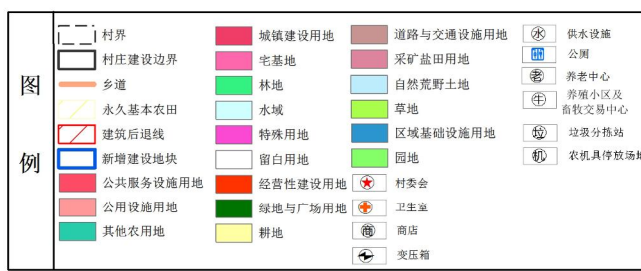 图例
村界
村庄建设边界
乡道
永久基本农田
建筑后退线
新增建设地块
公共服务设施用地
公用设施用地
其他农用地
城镇建设用地
宅基地
林地
水域
特殊用地
留白用地
经营性建设用地
绿地与广场用地
耕地
道路与交通设施用地
采矿盐田用地
自然荒野土地
草地
区域基础设施用地
园地
村委会
卫生室
商 商店
变压箱
水 供水设施
公厕
老 养老中心
牛 养殖小区及
畜牧交易中心
垃 垃圾分拣站
机 农机具停放场地